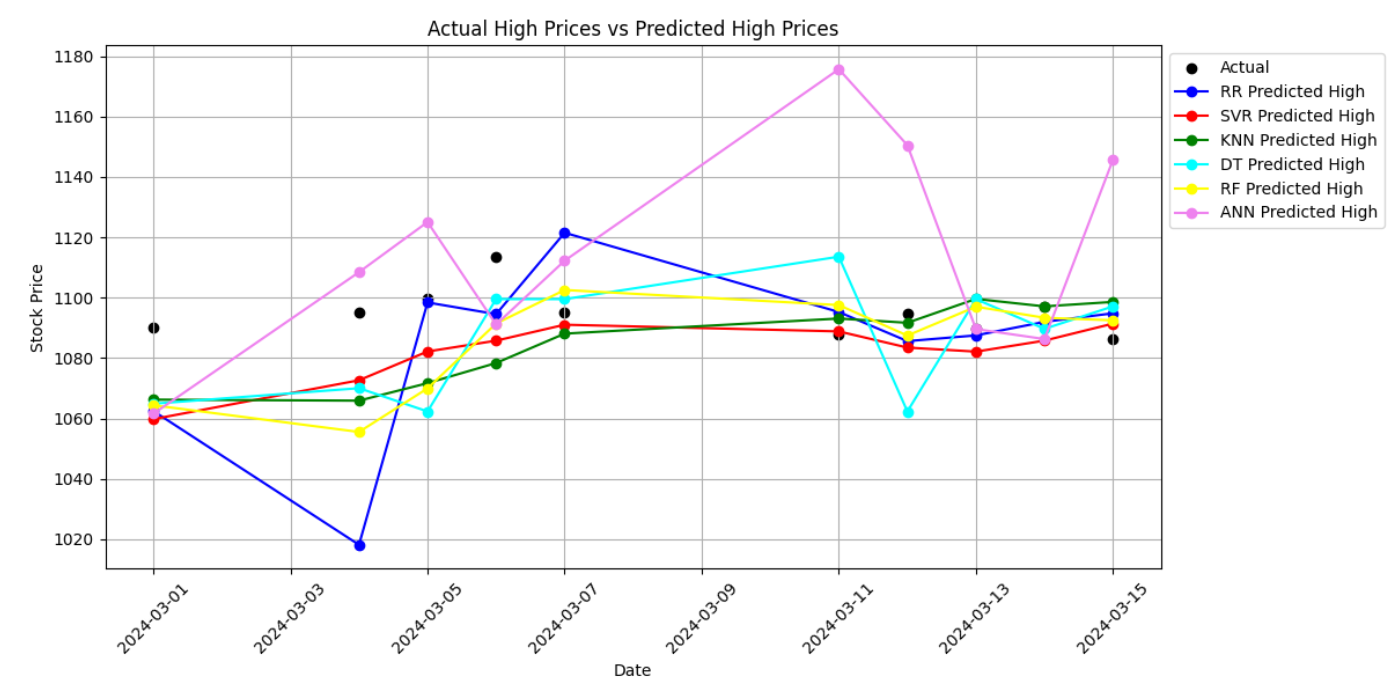 Actual High Prices vs Predicted High Prices
Stock Price
1180
1160
1140
1120
1100
1080
1060
1040
1020
2024-03-01
2024-03-03
2024-03-05
2024-03-07
2024-03-09
2024-03-11
2024-03-13
2024-03-15
Date
Actual
RR Predicted High
SVR Predicted High
KNN Predicted High
DT Predicted High
RF Predicted High
ANN Predicted High